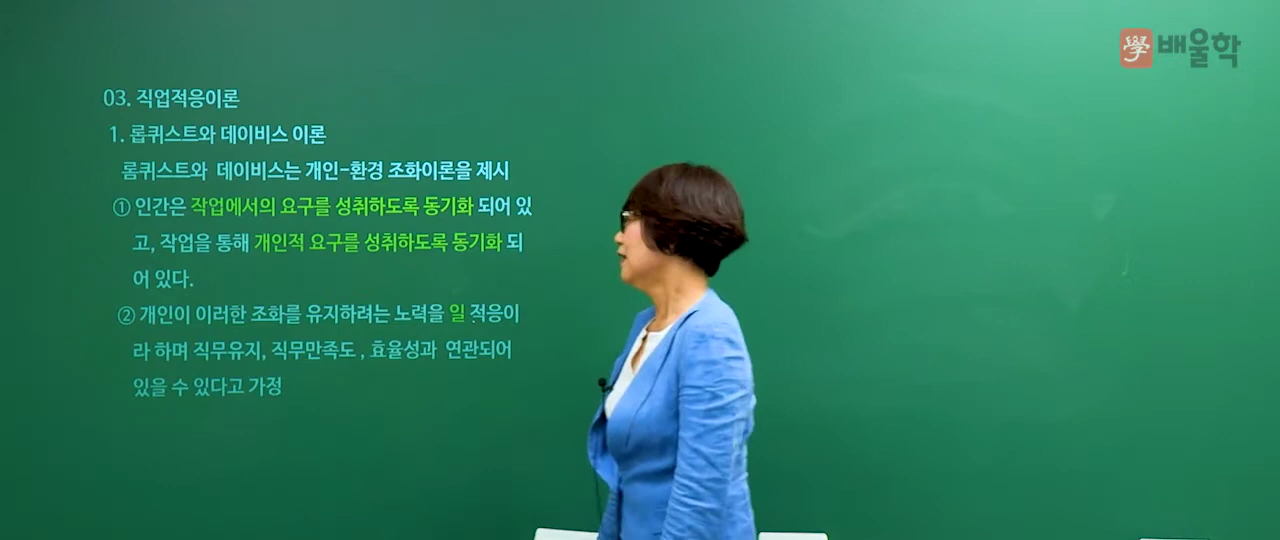 學 배울학
03. 직업적응이론
1. 롭퀴스트와 데이비스 이론
롬퀴스트와 데이비스는 개인-환경 조화이론을 제시
① 인간은 작업에서의 요구를 성취하도록 동기화 되어 있
고, 작업을 통해 개인적 요구를 성취하도록 동기화 되
어 있다.
② 개인이 이러한 조화를 유지하려는 노력을 일 적응이
라 하며 직무유지, 직무만족도 , 효율성과 연관되어
있을 수 있다고 가정